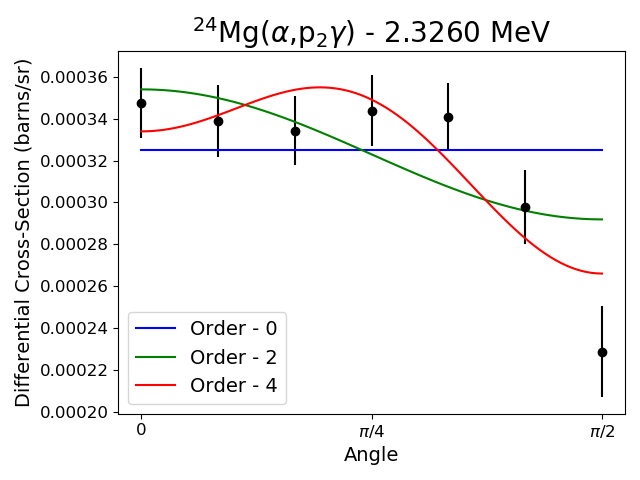 ²⁴Mg(α,p₂γ) - 2.3260 MeV
Differential Cross-Section (barns/sr)
0.00036
0.00034
0.00032
0.00030
0.00028
0.00026
0.00024
0.00022
0.00020
Order - 0
Order - 2
Order - 4
0 π/4 π/2
Angle